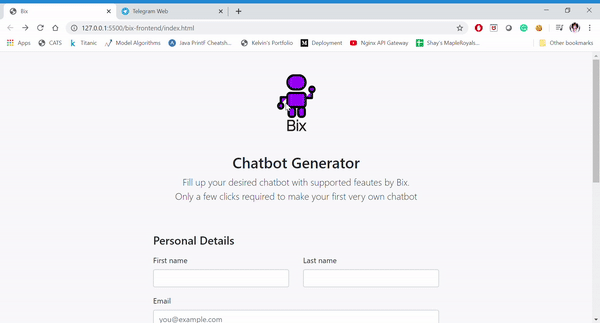 Bix
Telegram Web
127.0.0.1:5500/bix-frontend/index.html
Apps
CATS
Titanic
Model Algorithms
Java Printf Cheatsh...
Kelvin's Portfolio
Deployment
Nginx-API Gateway
Shay's MapleRoyals...
Other bookmarks
Bix
Chatbot Generator
Fill up your desired chatbot with supported feautes by Bix.
Only a few clicks required to make your first very own chatbot
Personal Details
First name
Last name
Email
you@example.com